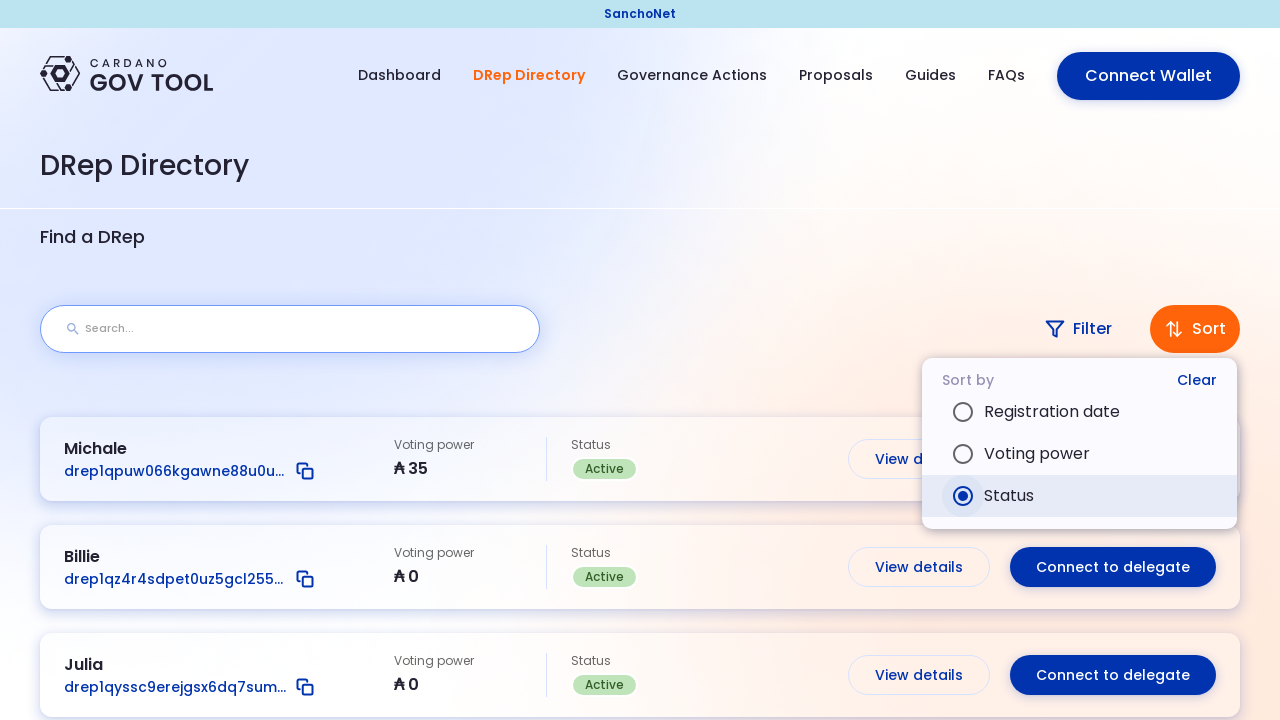 SanchoNet
CARDANO
GOV TOOL
Dashboard
DRep Directory
Governance Actions
Proposals
Guides
FAQs
Connect Wallet
DRep Directory
Find a DRep
Search...
Filter
Sort
Sort by
Clear
Registration date
Voting power
Status
Michale
drep1qpuw066kgawne88u0u...
Voting power
₳ 35
Status
Active
View d
Billie
drep1qz4r4sdpet0uz5gcl255...
Voting power
₳ 0
Status
Active
View details
Connect to delegate
Julia
drep1qyssc9erejgsx6dq7sum...
Voting power
₳ 0
Status
Active
View details
Connect to delegate